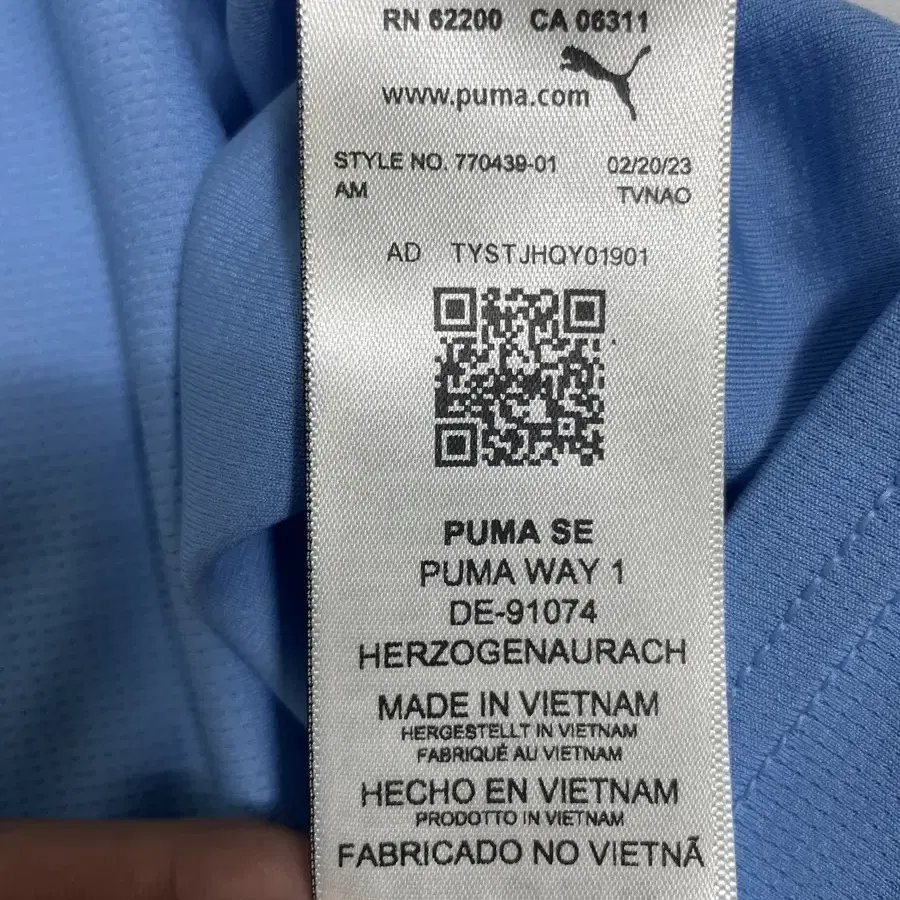 RN 62200 CA 06311
www.puma.com
STYLE NO. 770439-01 02/20/23
AM TVNAO
AD TYSTJHQY01901
PUMA SE
PUMA WAY 1
DE-91074
HERZOGENAURACH
MADE IN VIETNAM
HERGESTELLT IN VIETNAM
FABRIQUÉ AU VIETNAM
HECHO EN VIETNAM
PRODOTTO IN VIETNAM
FABRICADO NO VIETNÃ